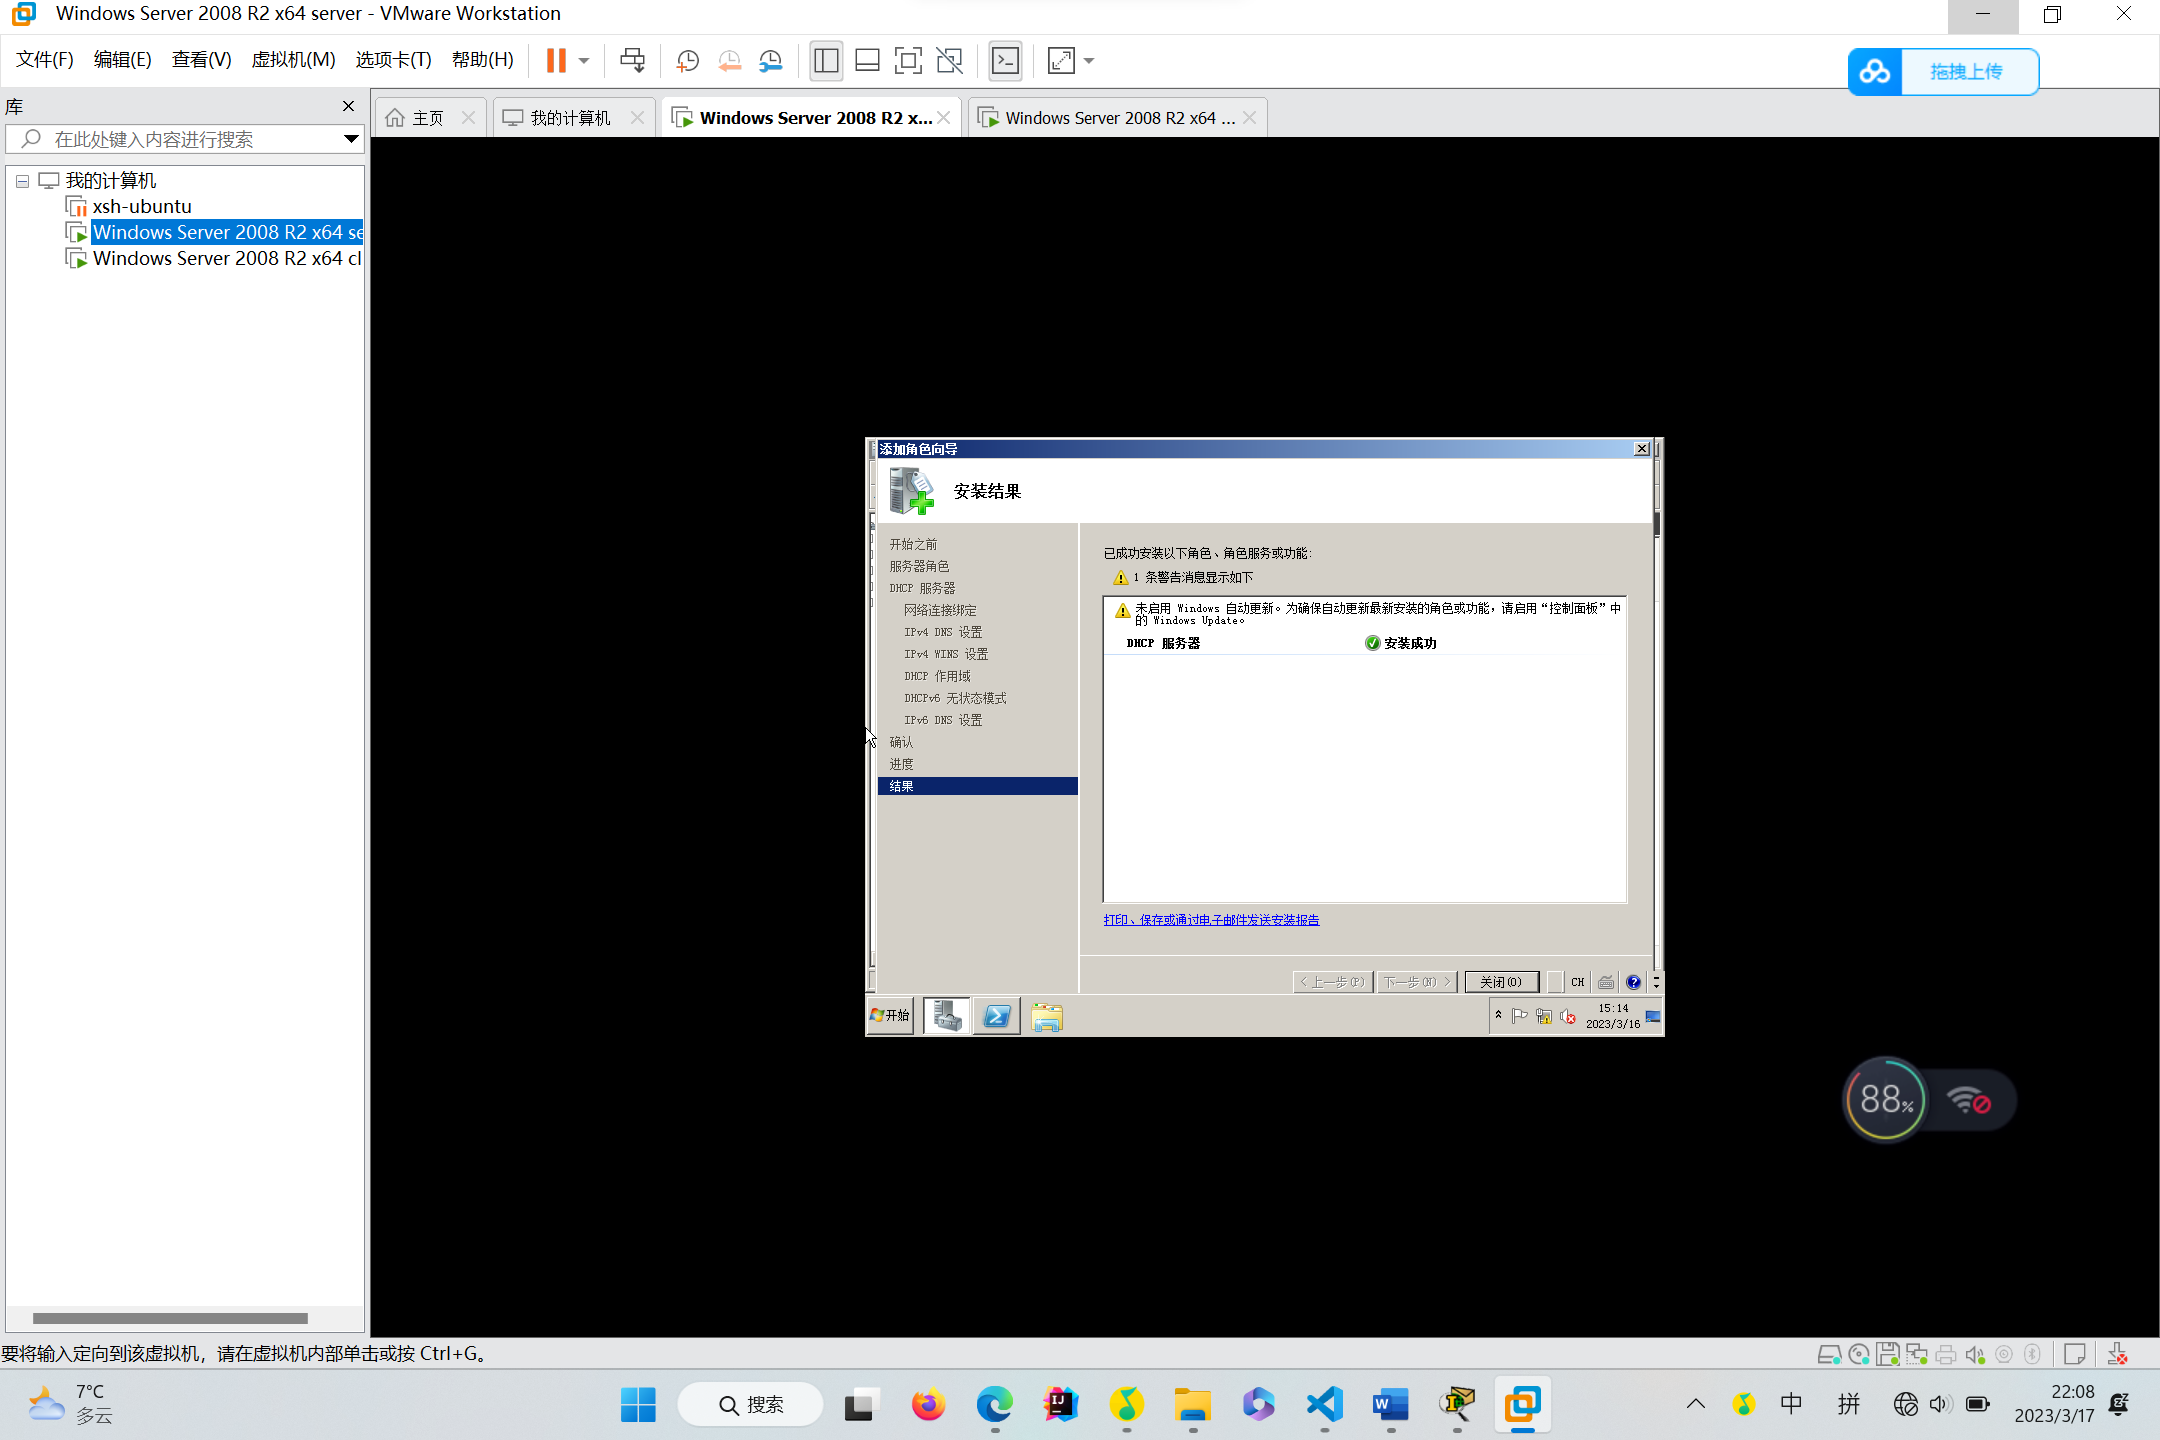 Windows Server 2008 R2 x64 server - VMware Workstation
文件(F) 编辑(E) 查看(V) 虚拟机(M) 选项卡(T) 帮助(H)
拖拽上传
库
主页
我的计算机
Windows Server 2008 R2 x...
Windows Server 2008 R2 x64 ...
在此处键入内容进行搜索
我的计算机
xsh-ubuntu
Windows Server 2008 R2 x64 se
Windows Server 2008 R2 x64 cl
添加角色向导
安装结果
开始之前
服务器角色
DHCP 服务器
网络连接绑定
IPv4 DNS 设置
IPv4 WINS 设置
DHCP 作用域
DHCPv6 无状态模式
IPv6 DNS 设置
确认
进度
结果
已成功安装以下角色、角色服务或功能:
1 条警告消息显示如下
未启用 Windows 自动更新。为确保自动更新最新安装的角色或功能，请启用“控制面板”中
的 Windows Update。
DHCP 服务器 安装成功
打印、保存或通过电子邮件发送安装报告
< 上一步(P) 下一步(N) > 关闭(O)
CH
开始
15:14
2023/3/16
88%
要将输入定向到该虚拟机，请在虚拟机内部单击或按 Ctrl+G。
7°C
多云
搜索
中
拼
22:08
2023/3/17